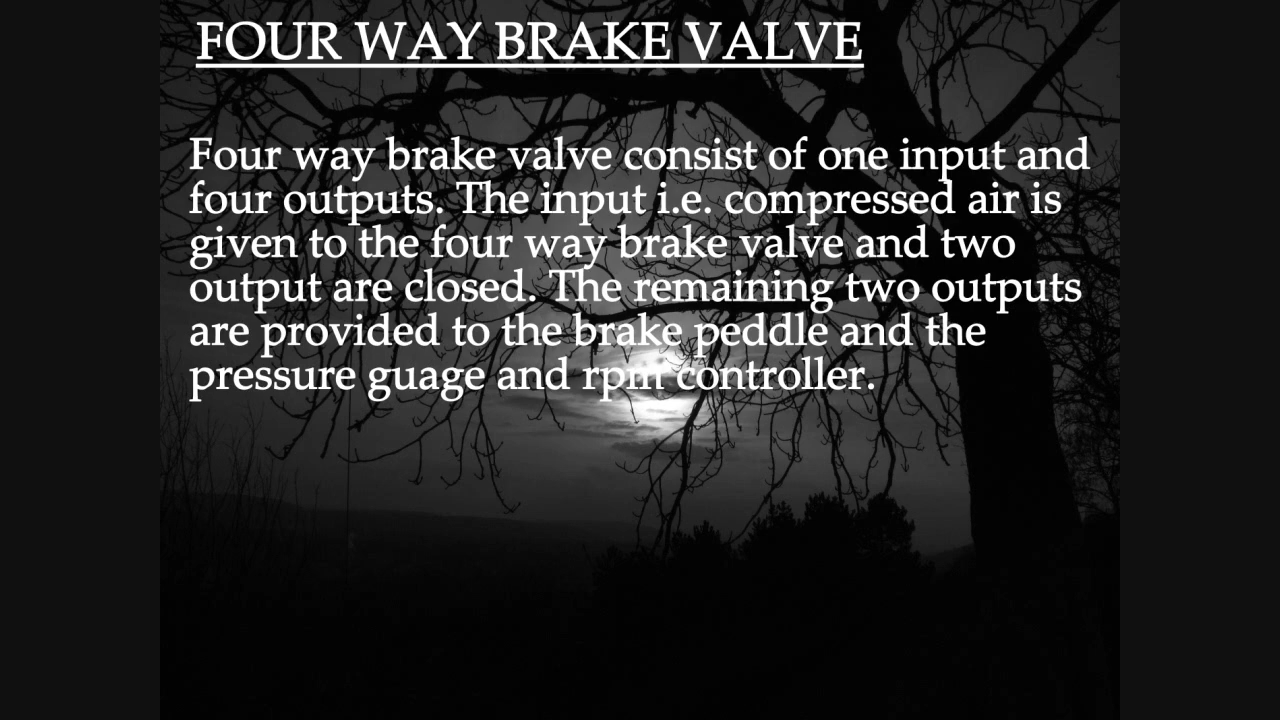 FOUR WAY BRAKE VALVE
Four way brake valve consist of one input and
four outputs. The input i.e. compressed air is
given to the four way brake valve and two
output are closed. The remaining two outputs
are provided to the brake peddle and the
pressure guage and rpm controller.